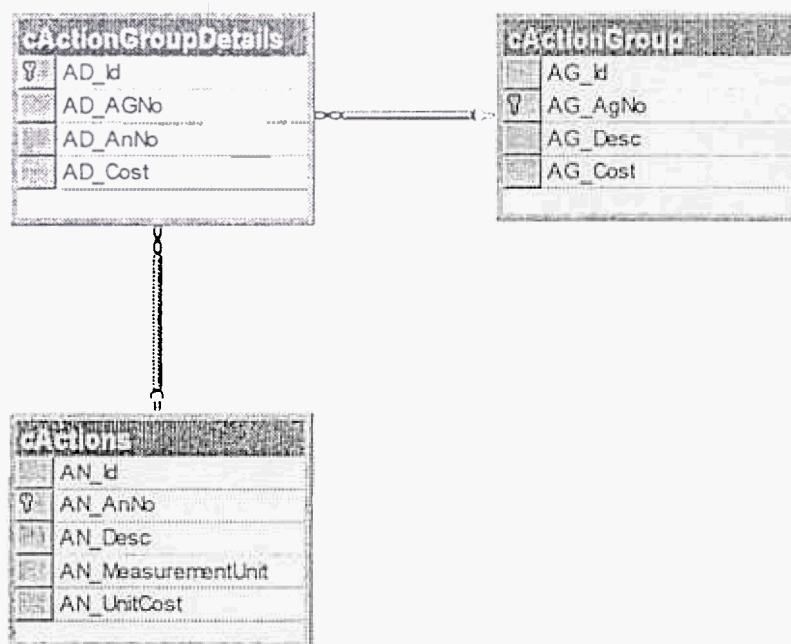 cActionGroupDetails
AD_Id
AD_AGNo
AD_AnNo
AD_Cost
cActionGroup
AG_Id
AG_AgNo
AG_Desc
AG_Cost
cActions
AN_Id
AN_AnNo
AN_Desc
AN_MeasurementUnit
AN_UnitCost